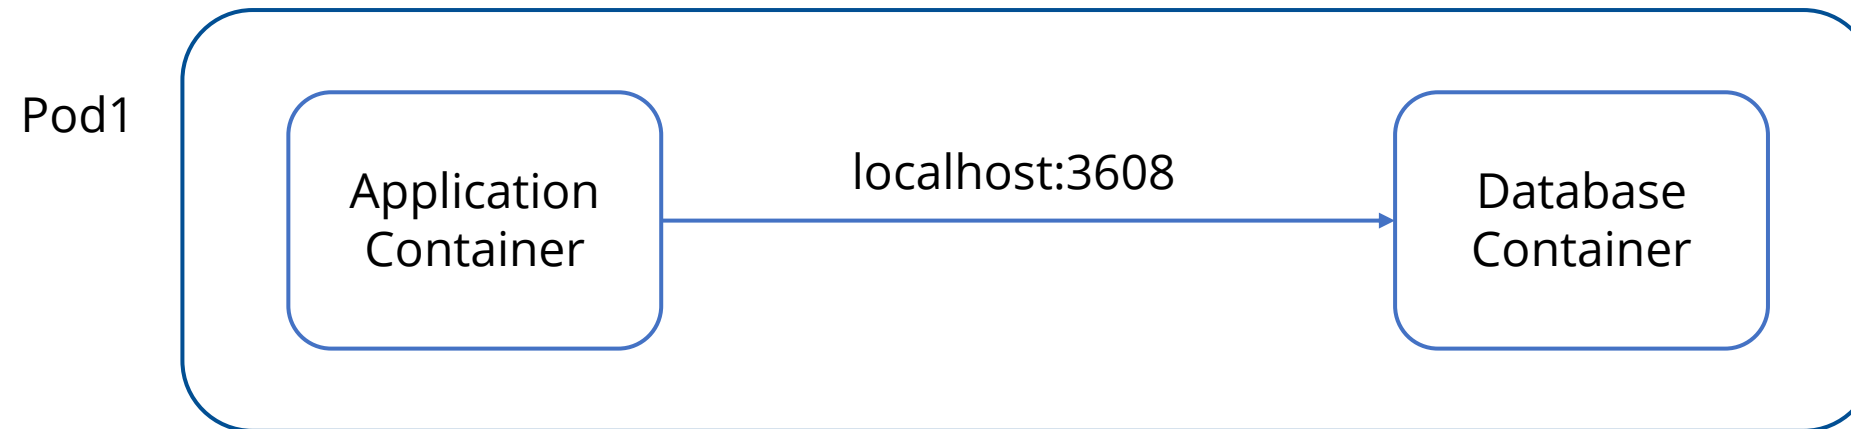 Pod1
Application
Container
localhost:3608
Database
Container